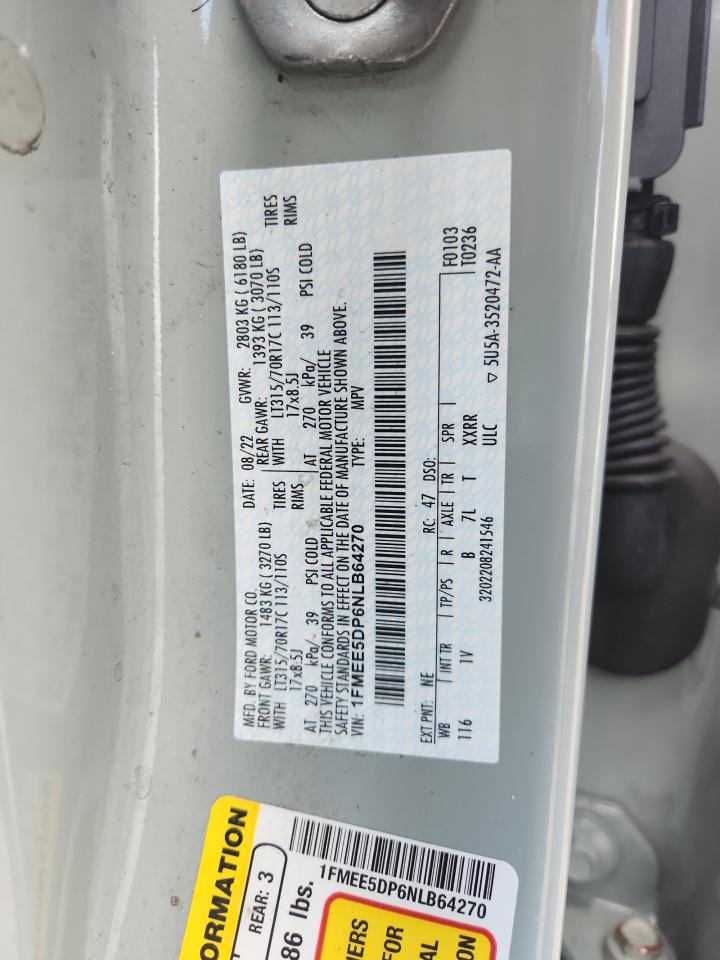 MFD. BY FORD MOTOR CO.
DATE: 08/22
GVWR: 2803 KG ( 6180 LB)
FRONT GAWR: 1483 KG ( 3270 LB)
REAR GAWR: 1393 KG ( 3070 LB)
WITH LT315/70R17C 113/110S TIRES
WITH LT315/70R17C 113/110S TIRES
17x8.5J RIMS
17x8.5J RIMS
AT 270 kPa/ 39 PSI COLD
AT 270 kPa/ 39 PSI COLD
THIS VEHICLE CONFORMS TO ALL APPLICABLE FEDERAL MOTOR VEHICLE
SAFETY STANDARDS IN EFFECT ON THE DATE OF MANUFACTURE SHOWN ABOVE.
VIN: 1FMEE5DP6NLB64270
TYPE: MPV
EXT PNT: NE RC: 47 DSO:
F0103
WB INT TR TP/PS R AXLE TR SPR
T0236
116 1V B 7L T XXRR
3202208241546 ULC ▽ 5U5A-3520472-AA
ORMATION
REAR: 3
86 lbs.
1FMEE5DP6NLB64270
NERS
FOR
AL
ION